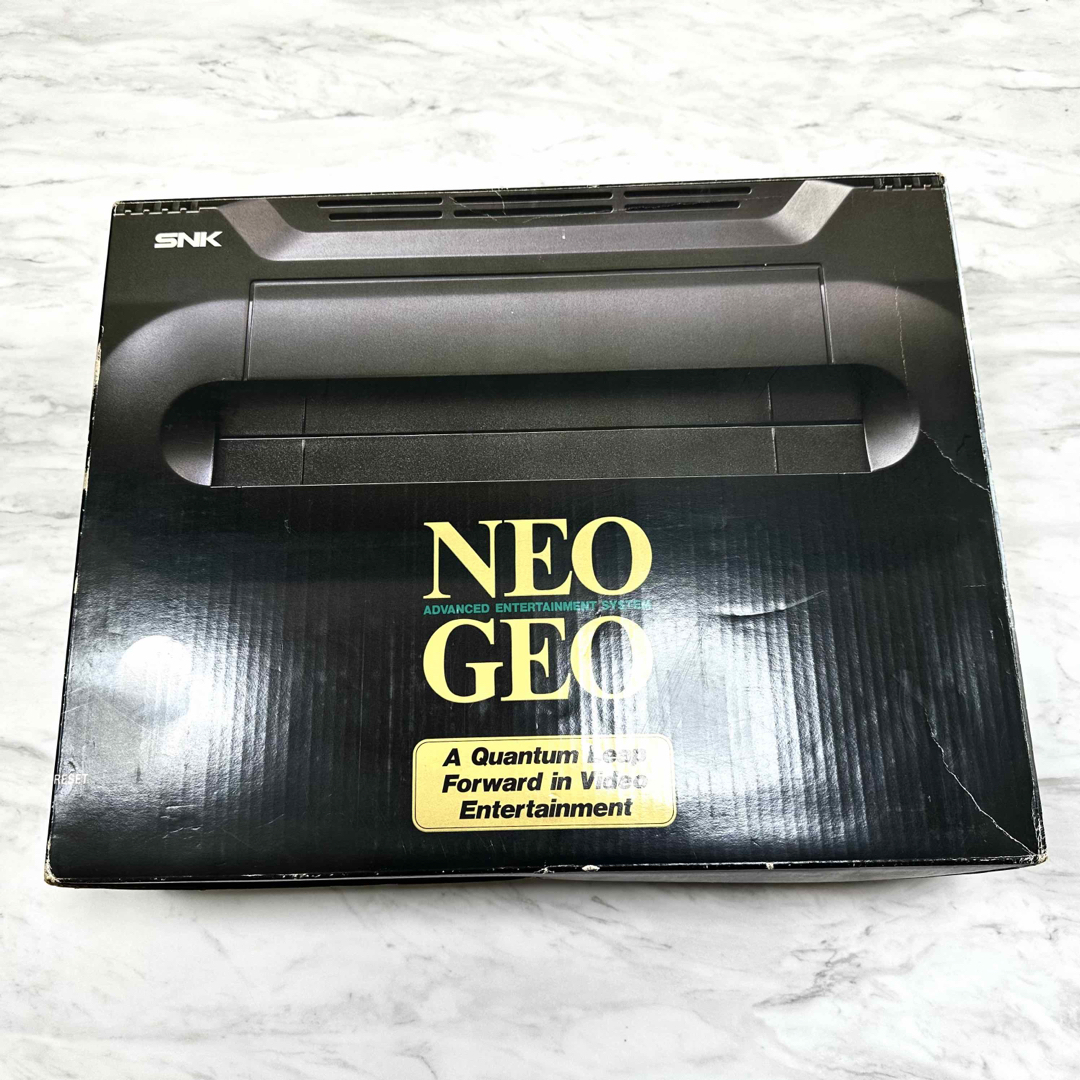 SNK
NEO
ADVANCED ENTERTAINMENT SYSTEM
GEO
RESET
A Quantum Leap
Forward in Video
Entertainment